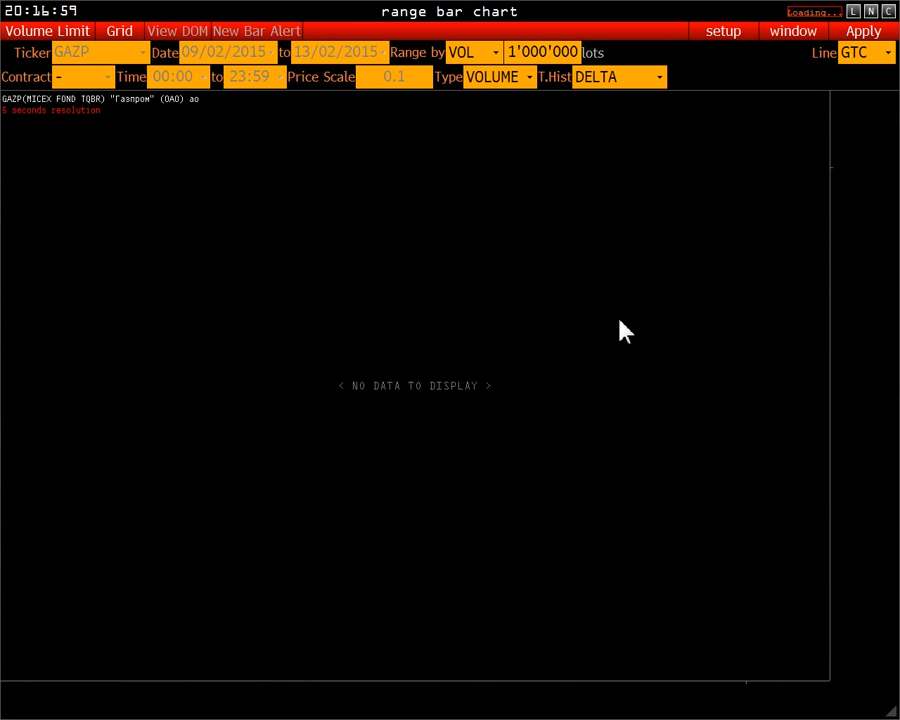 20:16:59 range bar chart Loading... L N C
Volume Limit Grid View DOM New Bar Alert setup window Apply
Ticker GAZP Date 09/02/2015 to 13/02/2015 Range by VOL 1'000'000 lots Line GTC
Contract - Time 00:00 to 23:59 Price Scale 0.1 Type VOLUME T.Hist DELTA
GAZP(MICEX FOND TQBR) "Газпром" (ОАО) ао
5 seconds resolution
< NO DATA TO DISPLAY >